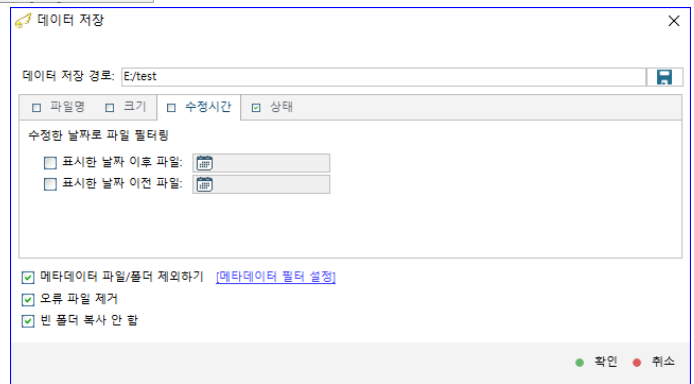 데이터 저장
데이터 저장 경로: E:/test
파일명 크기 수정시간 상태
수정한 날짜로 파일 필터링
표시한 날짜 이후 파일:
표시한 날짜 이전 파일:
메타데이터 파일/폴더 제외하기 [메타데이터 필터 설정]
오류 파일 제거
빈 폴더 복사 안 함
확인 취소